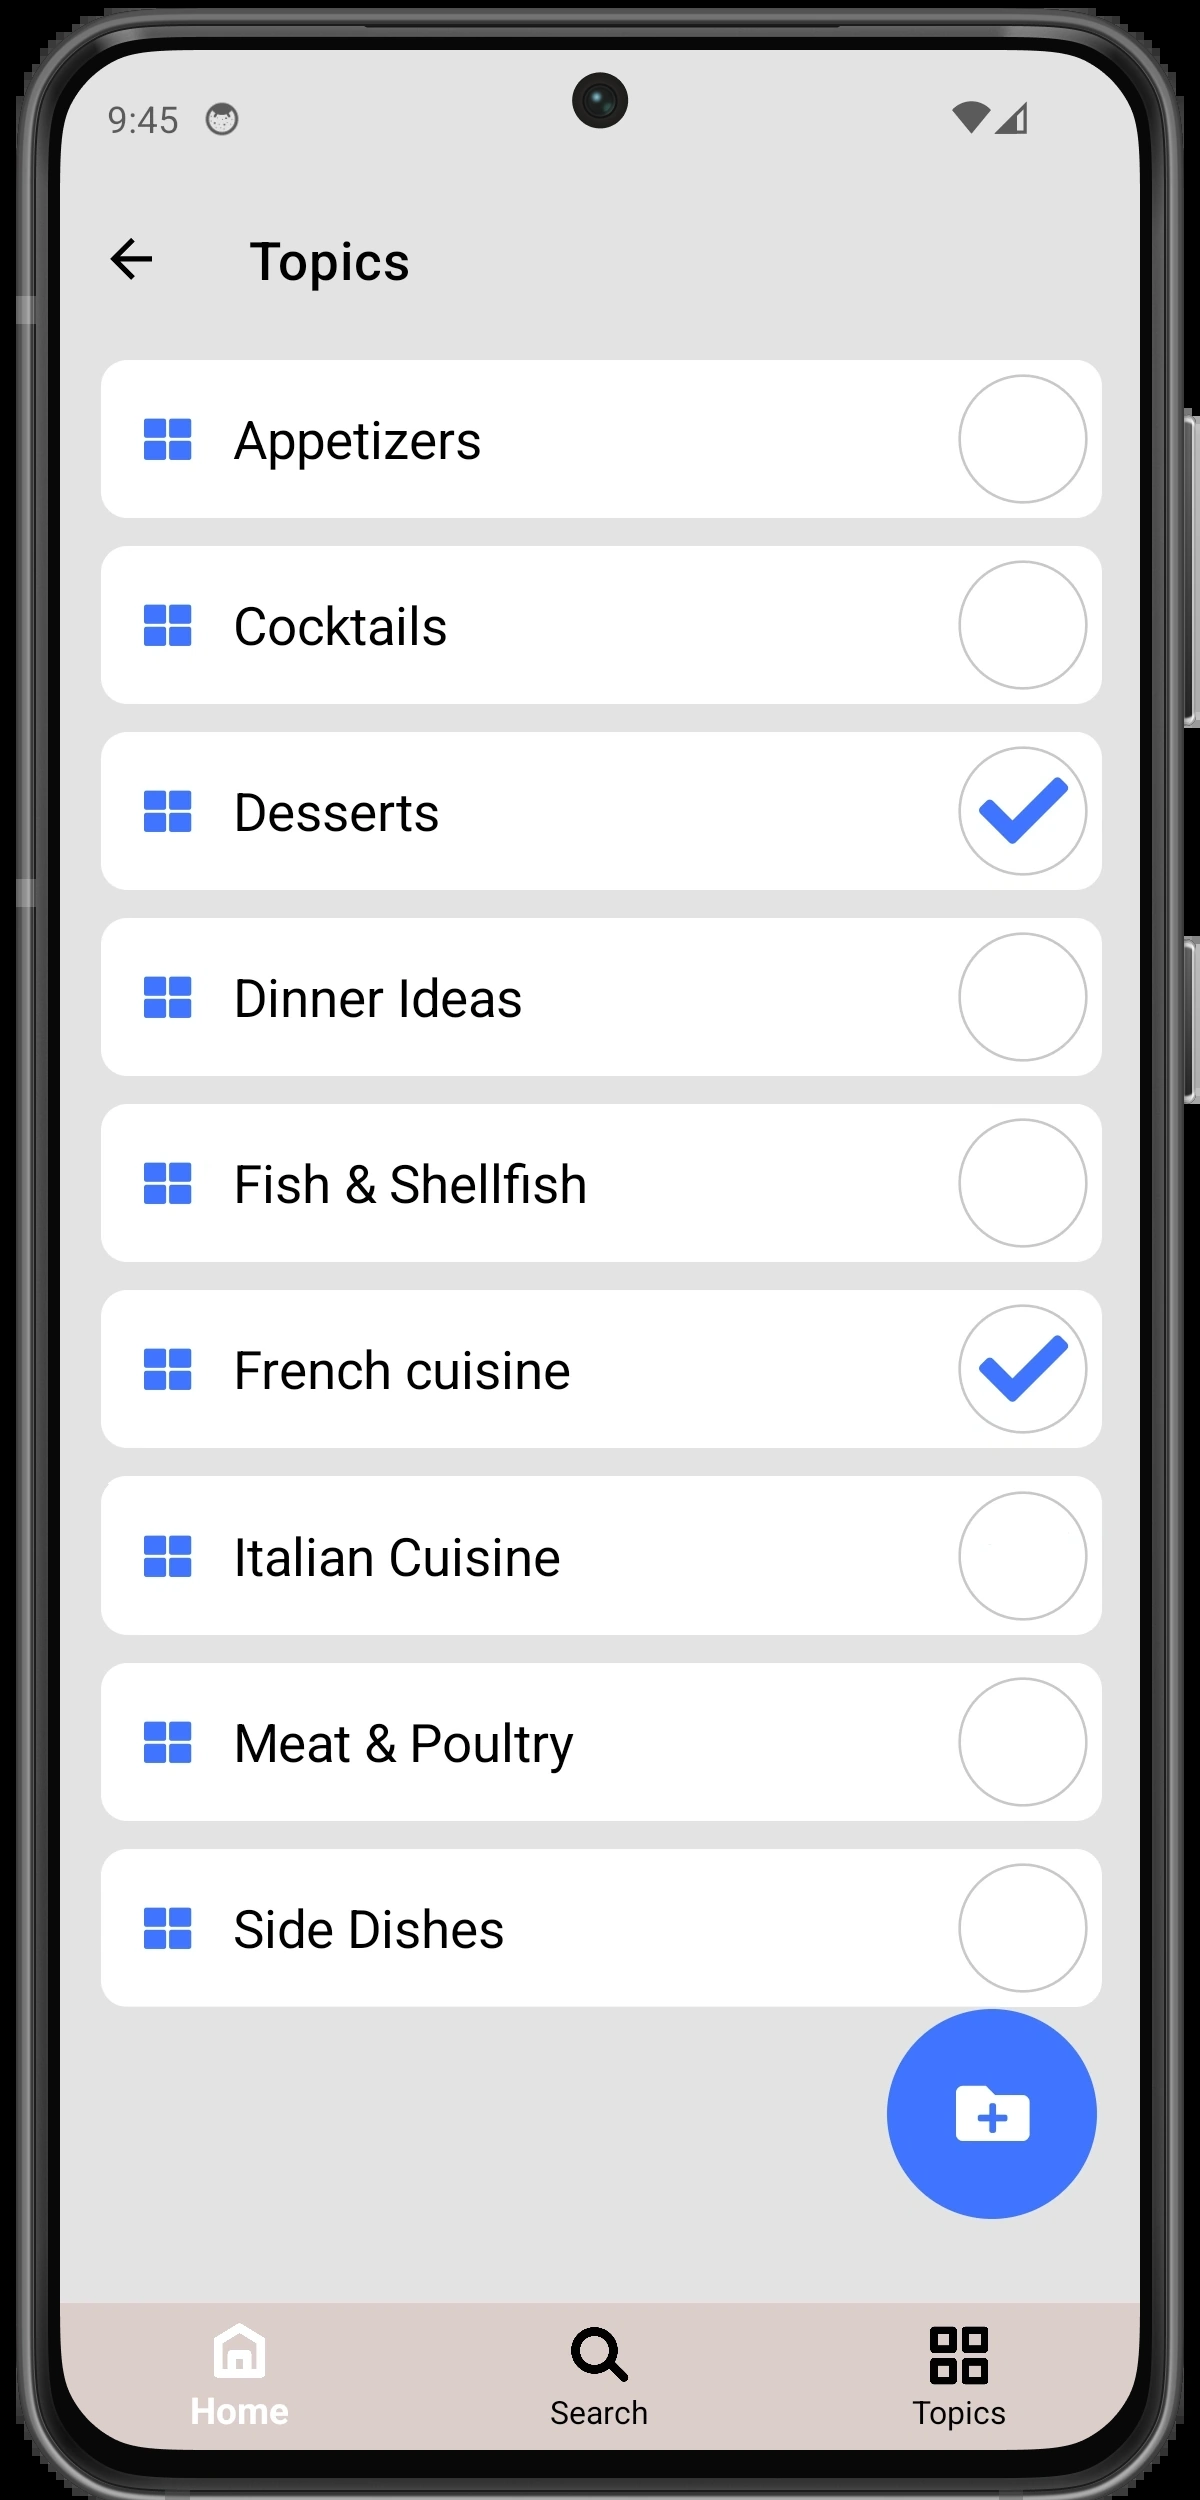 9:45
Topics
Appetizers
Cocktails
Desserts
Dinner Ideas
Fish & Shellfish
French cuisine
Italian Cuisine
Meat & Poultry
Side Dishes
Home Search Topics